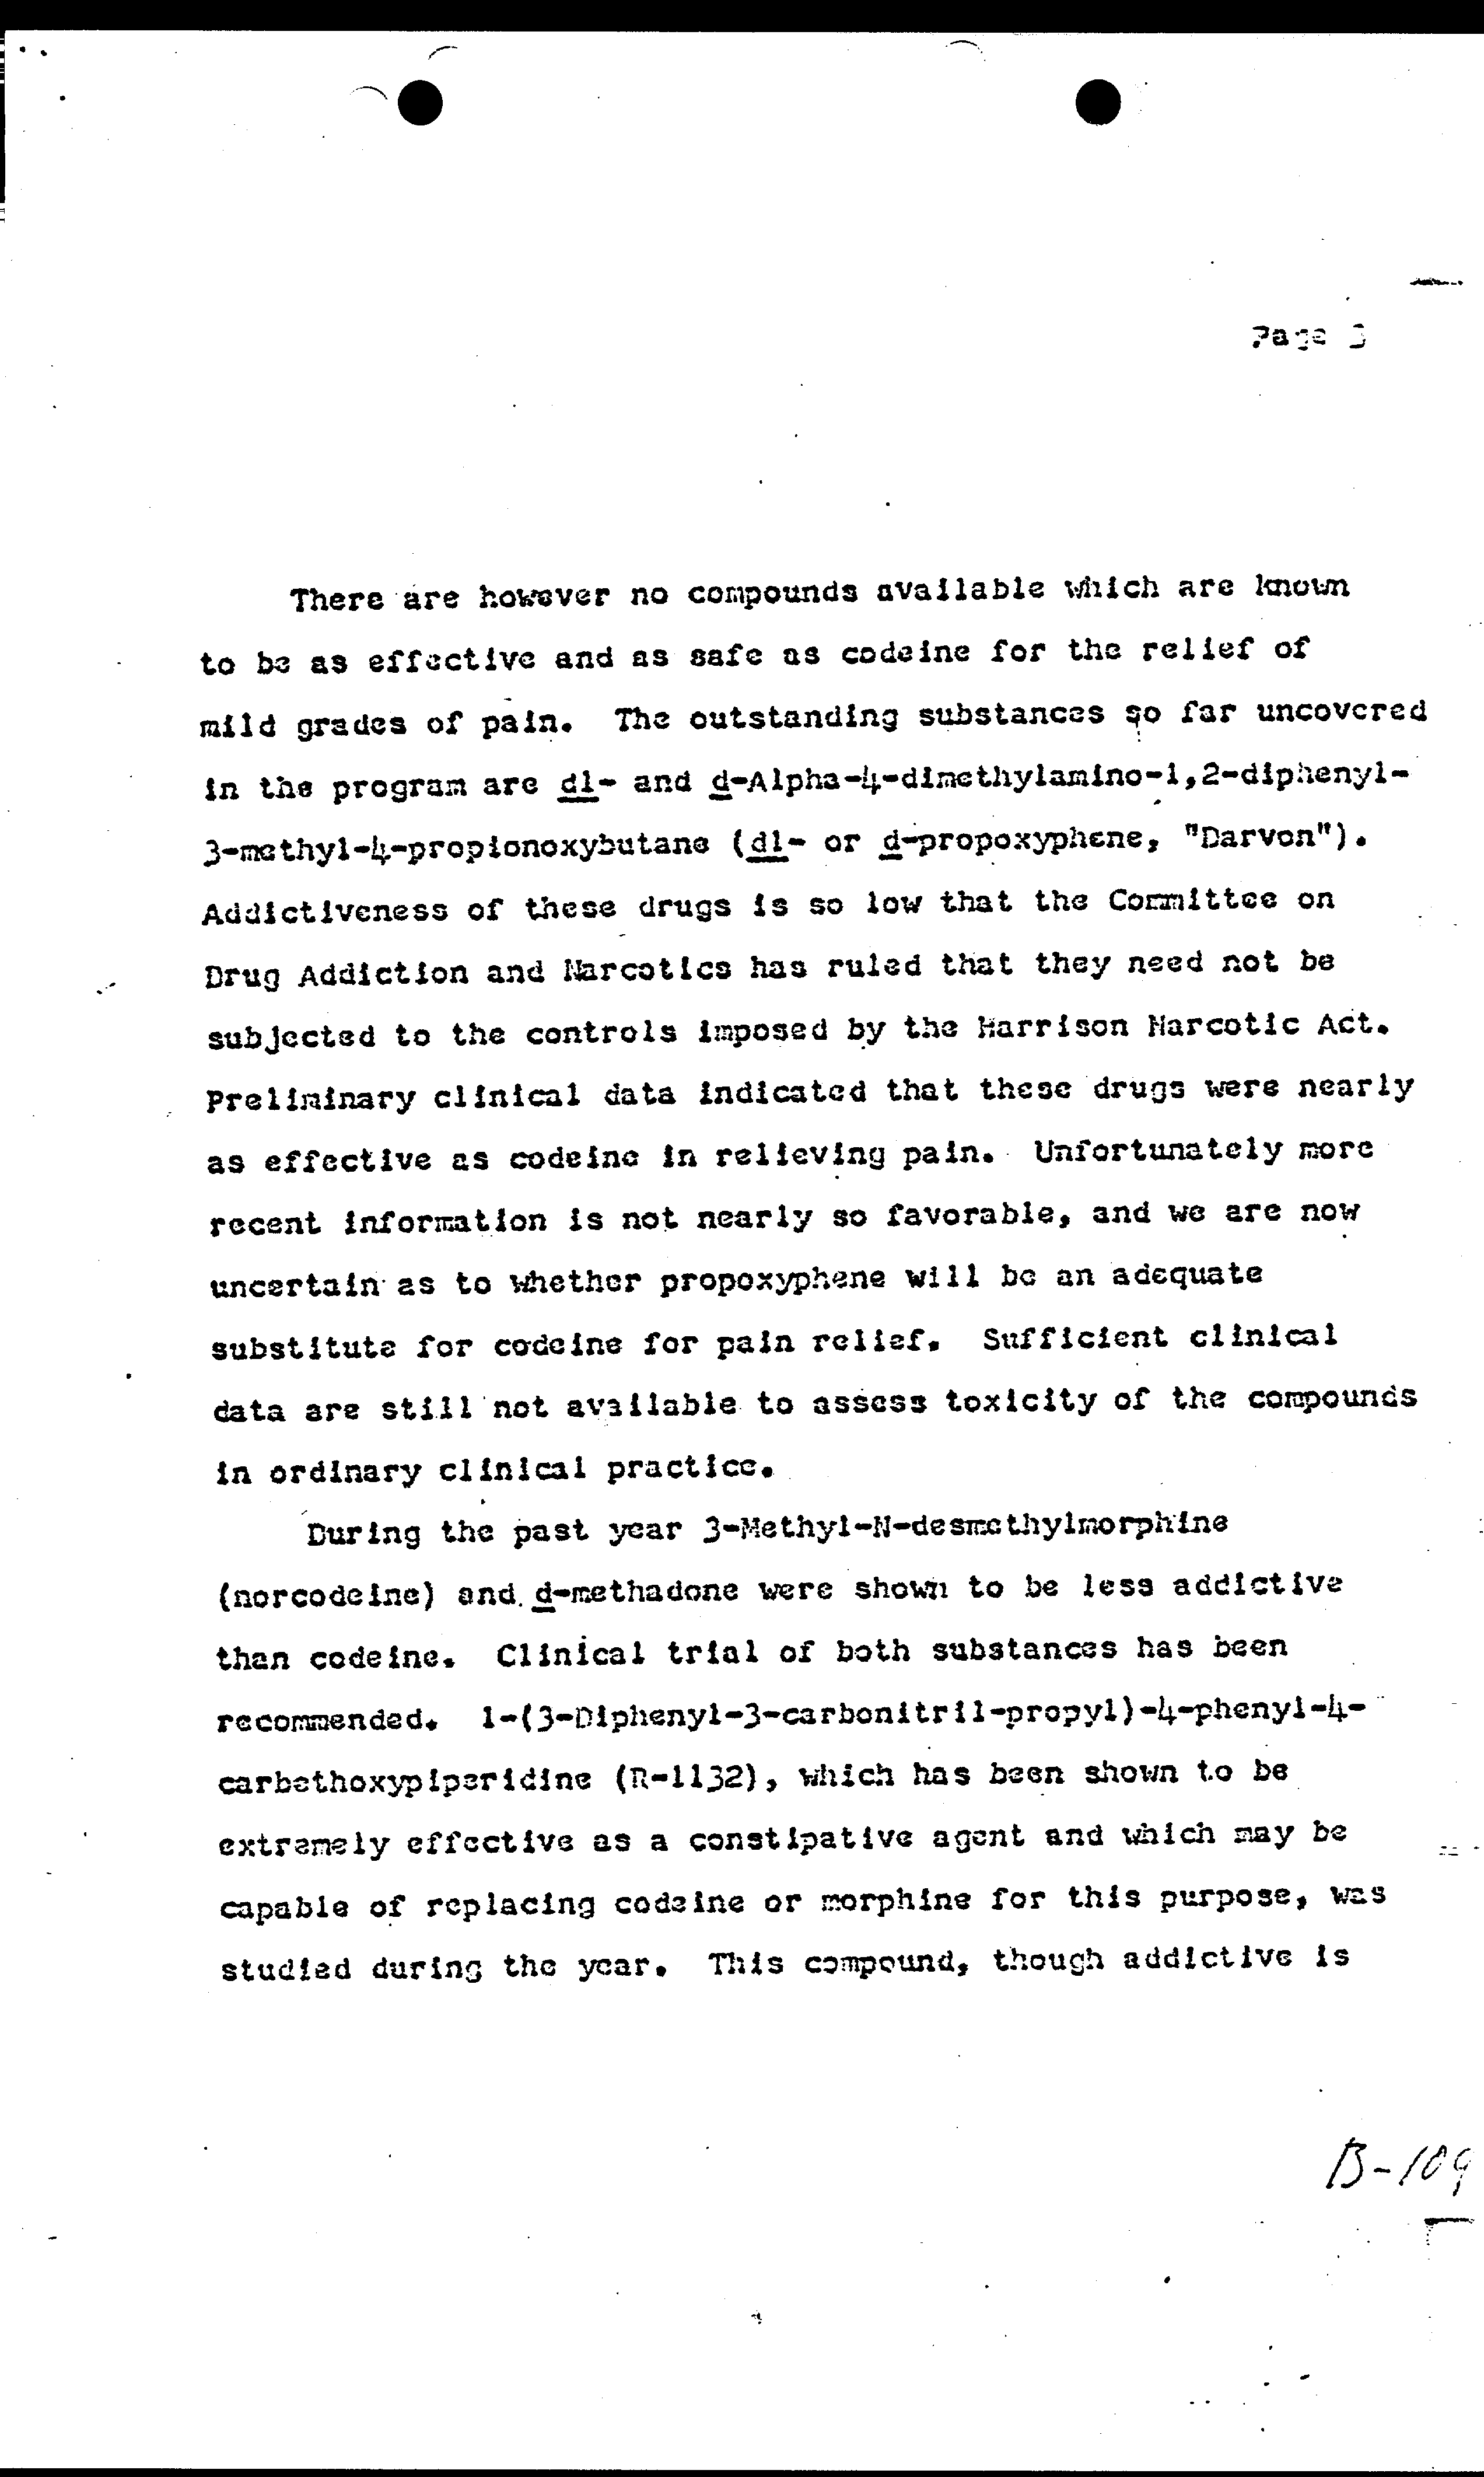 Page 3
There are however no compounds available which are known
to be as effective and as safe as codeine for the relief of
mild grades of pain. The outstanding substances so far uncovered
in the program are dl- and d-Alpha-4-dimethylamino-1,2-diphenyl-
3-methyl-4-propionoxybutane (dl- or d-propoxyphene, "Darvon").
Addictiveness of these drugs is so low that the Committee on
Drug Addiction and Narcotics has ruled that they need not be
subjected to the controls imposed by the Harrison Narcotic Act.
Preliminary clinical data indicated that these drugs were nearly
as effective as codeine in relieving pain. Unfortunately more
recent information is not nearly so favorable, and we are now
uncertain as to whether propoxyphene will be an adequate
substitute for codeine for pain relief. Sufficient clinical
data are still not available to assess toxicity of the compounds
in ordinary clinical practice.
During the past year 3-Methyl-N-desmethylmorphine
(norcodeine) and d-methadone were shown to be less addictive
than codeine. Clinical trial of both substances has been
recommended. 1-(3-Diphenyl-3-carbonitril-propyl)-4-phenyl-4-
carbethoxypiperidine (R-1132), which has been shown to be
extremely effective as a constipative agent and which may be
capable of replacing codeine or morphine for this purpose, was
studied during the year. This compound, though addictive is
B-109